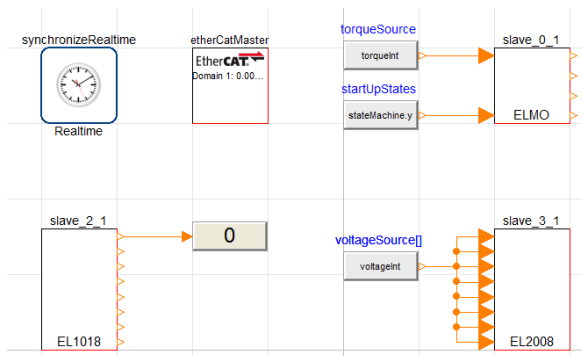 torqueSource
synchronizeRealtime
etherCatMaster
slave_0_1
EtherCAT.
torqueInt
Domain 1: 0.00...
startUpStates
stateMachine.y
ELMO
Realtime
slave_2_1
slave_3_1
0
voltageSource[]
voltageInt
EL1018
EL2008